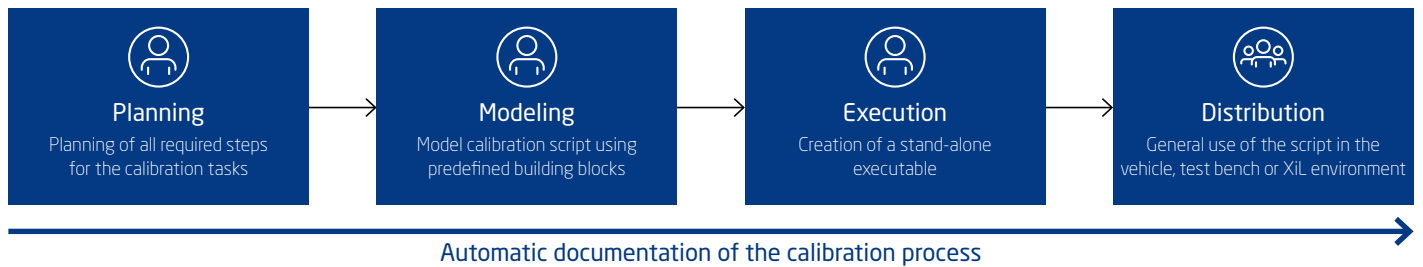 Planning
Planning of all required steps
for the calibration tasks
Modeling
Model calibration script using
predefined building blocks
Execution
Creation of a stand-alone
executable
Distribution
General use of the script in the
vehicle, test bench or XiL environment
Automatic documentation of the calibration process